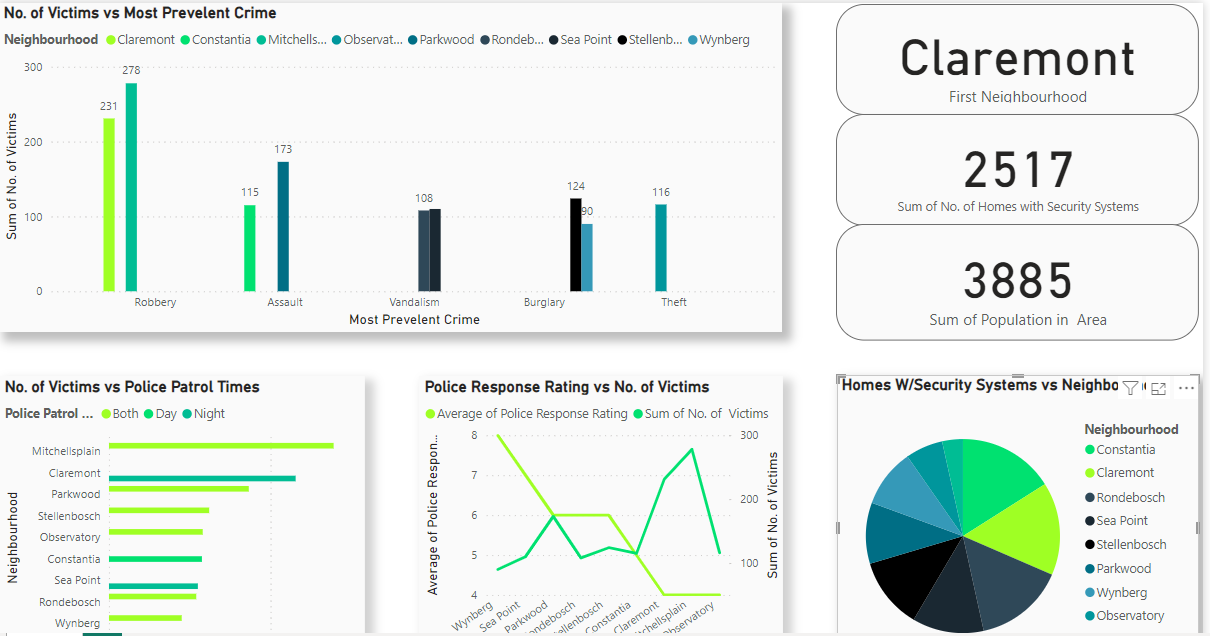 No. of Victims vs Most Prevelent Crime
Neighbourhood Claremont Constantia Mitchells... Observat... Parkwood Rondeb... Sea Point Stellenb... Wynberg
300
200
100
0
Sum of No. of Victims
231
278
115
173
108
124
90
116
Robbery Assault Vandalism Burglary Theft
Most Prevelent Crime
Claremont
First Neighbourhood
2517
Sum of No. of Homes with Security Systems
3885
Sum of Population in Area
No. of Victims vs Police Patrol Times
Police Patrol ... Both Day Night
Neighbourhood
Mitchellsplain
Claremont
Parkwood
Stellenbosch
Observatory
Constantia
Sea Point
Rondebosch
Wynberg
Police Response Rating vs No. of Victims
Average of Police Response Rating Sum of No. of Victims
Average of Police Respon...
8
7
6
5
4
300
200
100
Sum of No. of Victims
Wynberg
Sea Point
Parkwood
ondebosch
ellenbosch
Constantia
Claremont
itchellsplain
bservatory
Homes W/Security Systems vs Neighbo
Neighbourhood
Constantia
Claremont
Rondebosch
Sea Point
Stellenbosch
Parkwood
Wynberg
Observatory